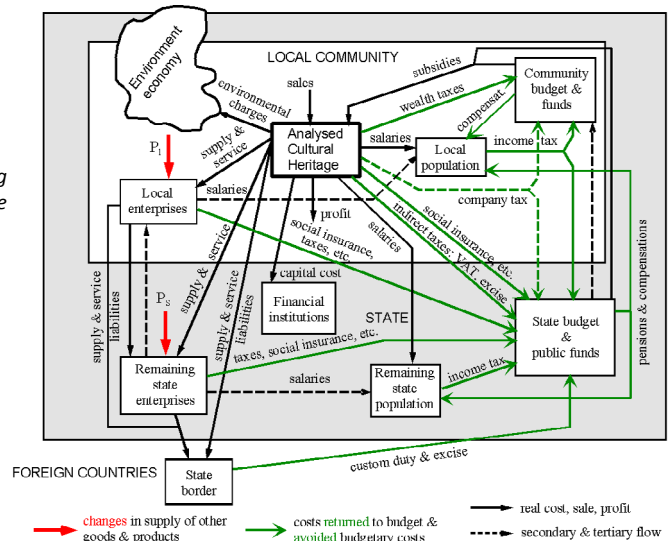 Environment
economy
LOCAL COMMUNITY
subsidies
Community
budget &
funds
environmental
charges
sales
wealth taxes
compensat.
P1
supply &
service
Analysed
Cultural
Heritage
salaries
Local
population
income tax
Local
enterprises
salaries
company tax
profit
social insurance,
taxes, etc.
salaries
indirect taxes: VAT, excise
social insurance, etc.
pensions & compensations
supply & service
liabilities
supply & service
supply & service
liabilities
capital cost
Financial
institutions
STATE
State budget
&
public funds
PS
taxes, social insurance, etc.
Remaining
state
enterprises
salaries
Remaining
state
population
income tax
custom duty & excise
FOREIGN COUNTRIES
State
border
changes in supply of other
goods & products
costs returned to budget &
avoided budgetary costs
real cost, sale, profit
secondary & tertiary flow